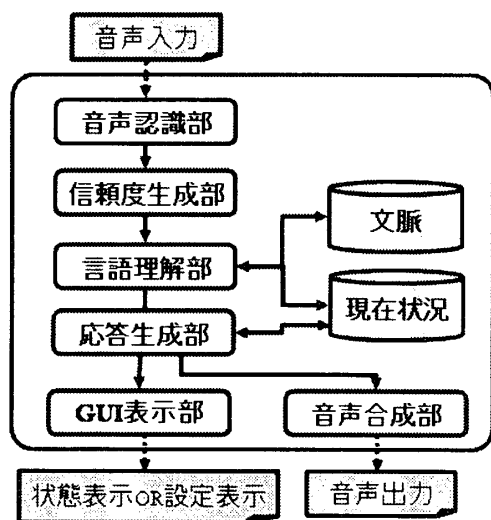 音声入力
音声認識部
信頼度生成部
文脈
言語理解部
現在状況
応答生成部
GUI表示部
音声合成部
状態表示OR設定表示
音声出力